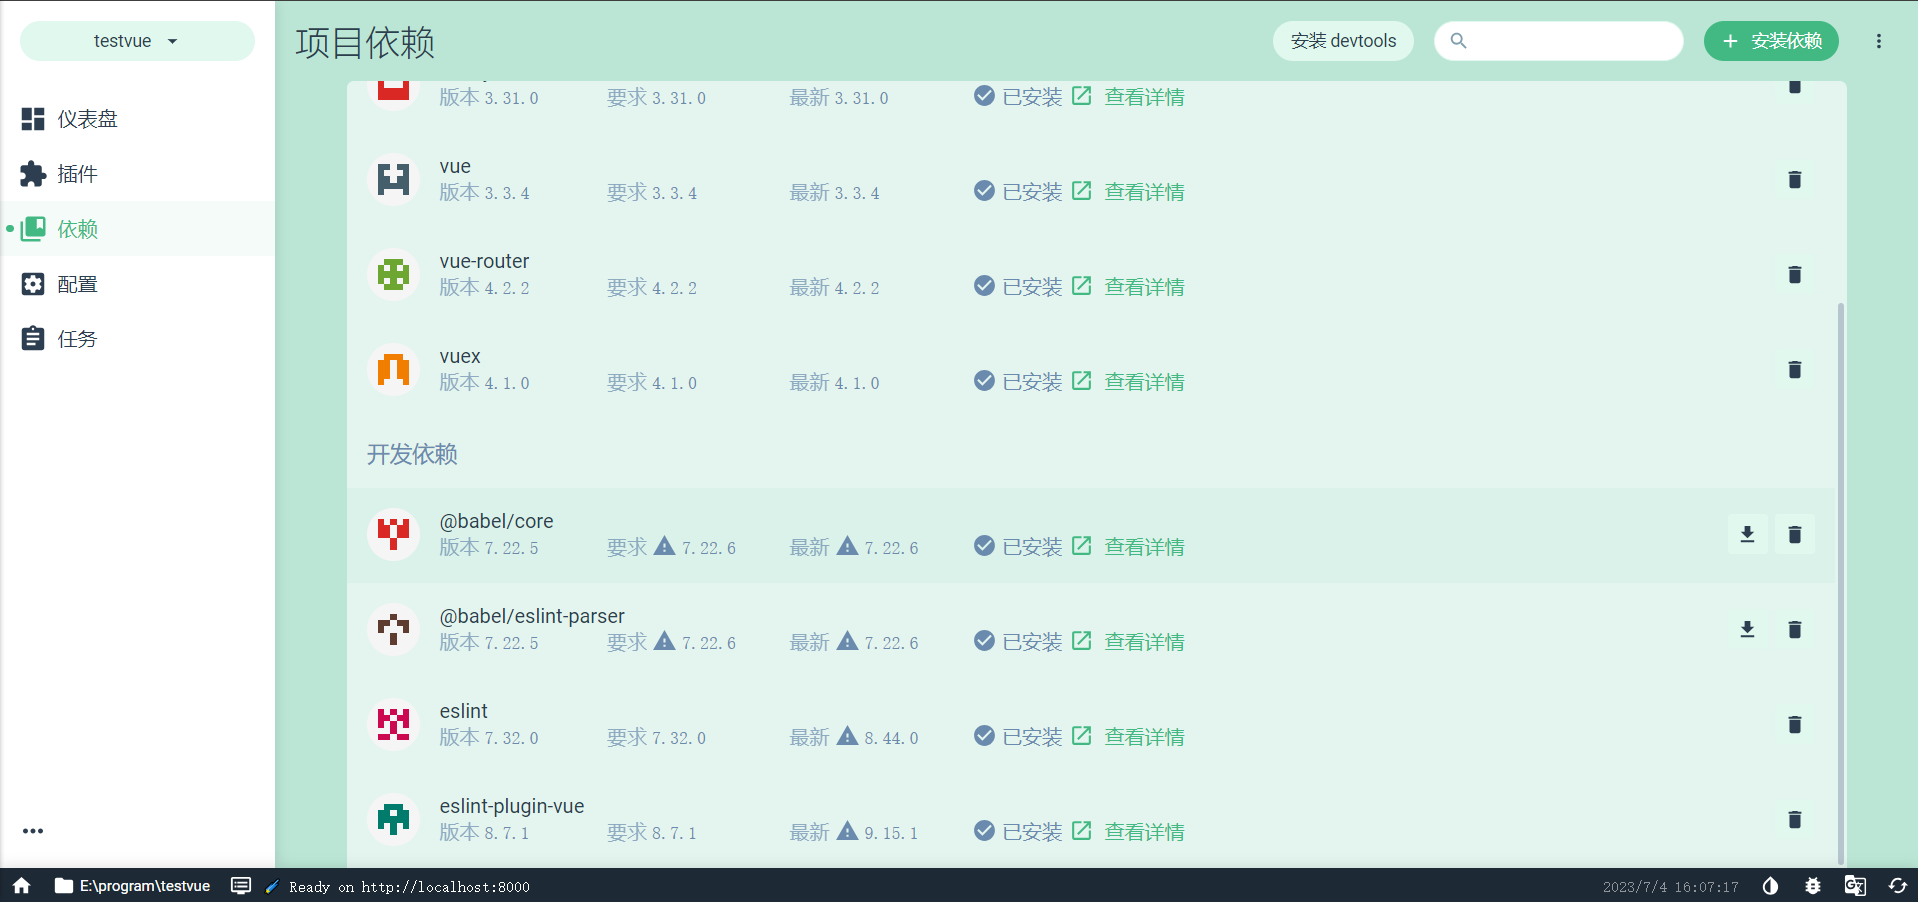 testvue
仪表盘
插件
依赖
配置
任务
项目依赖
安装 devtools
安装依赖
版本 3.31.0 要求 3.31.0 最新 3.31.0 已安装 查看详情
vue
版本 3.3.4 要求 3.3.4 最新 3.3.4 已安装 查看详情
vue-router
版本 4.2.2 要求 4.2.2 最新 4.2.2 已安装 查看详情
vuex
版本 4.1.0 要求 4.1.0 最新 4.1.0 已安装 查看详情
开发依赖
@babel/core
版本 7.22.5 要求 7.22.6 最新 7.22.6 已安装 查看详情
@babel/eslint-parser
版本 7.22.5 要求 7.22.6 最新 7.22.6 已安装 查看详情
eslint
版本 7.32.0 要求 7.32.0 最新 8.44.0 已安装 查看详情
eslint-plugin-vue
版本 8.7.1 要求 8.7.1 最新 9.15.1 已安装 查看详情
E:\program\testvue
Ready on http://localhost:8000
2023/7/4 16:07:17